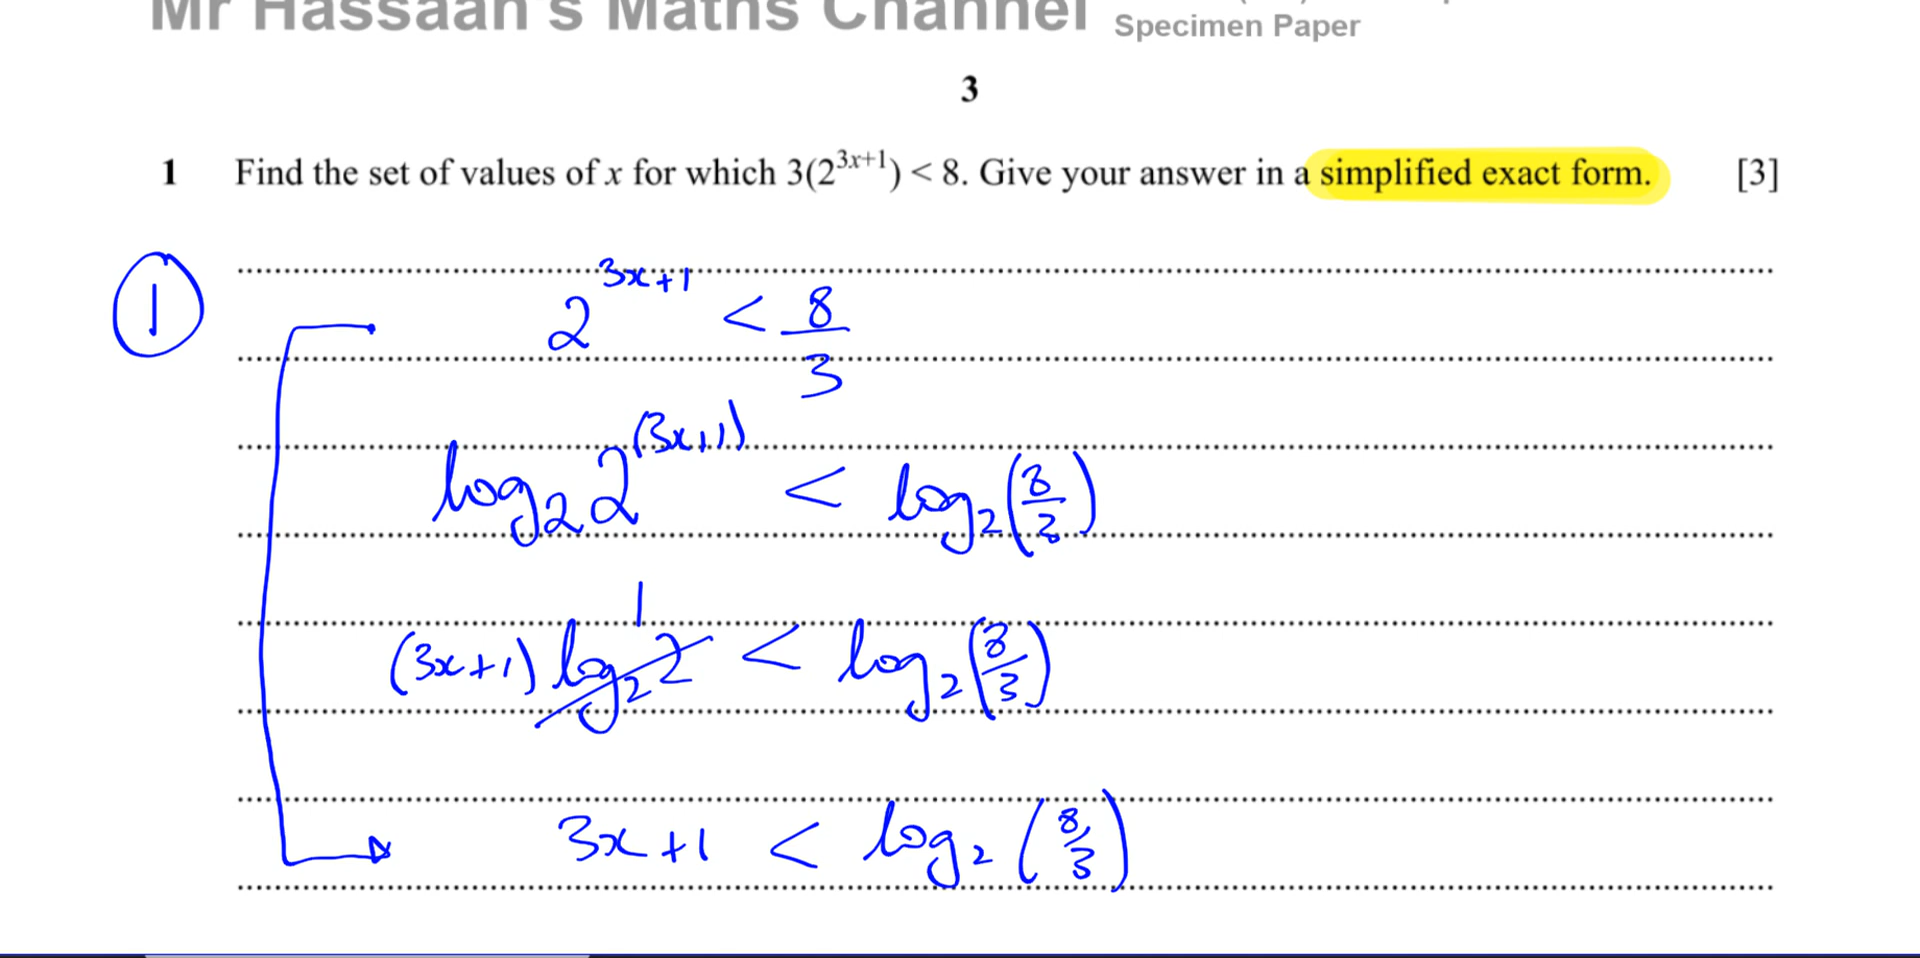 Mr Hassaan's Maths Channel
Specimen Paper
3
1 Find the set of values of x for which 3(2^{3x+1}) < 8. Give your answer in a simplified exact form. [3]
1
2^{3x+1} < 8/3
log₂ 2^{(3x+1)} < log₂(8/3)
1
(3x+1) log₂ 2 < log₂(8/3)
3x+1 < log₂(8/3)